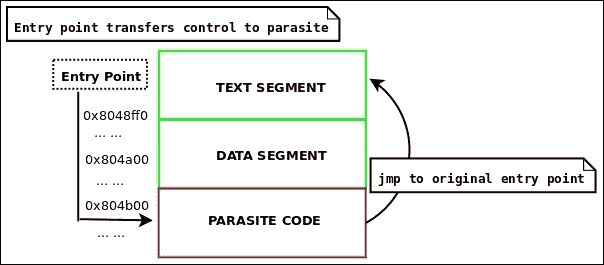 Entry point transfers control to parasite
Entry Point
TEXT SEGMENT
0x8048ff0
... ...
0x804a00
DATA SEGMENT
... ...
jmp to original entry point
0x804b00
PARASITE CODE
... ...